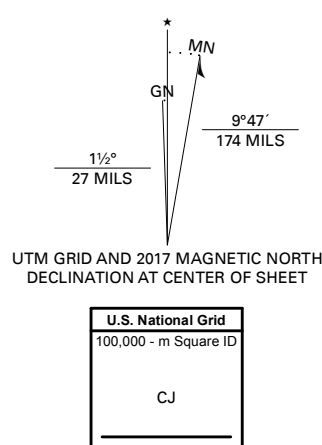 ★
MN
GN
9°47´
174 MILS
1½°
27 MILS
UTM GRID AND 2017 MAGNETIC NORTH
DECLINATION AT CENTER OF SHEET
U.S. National Grid
100,000 - m Square ID
CJ